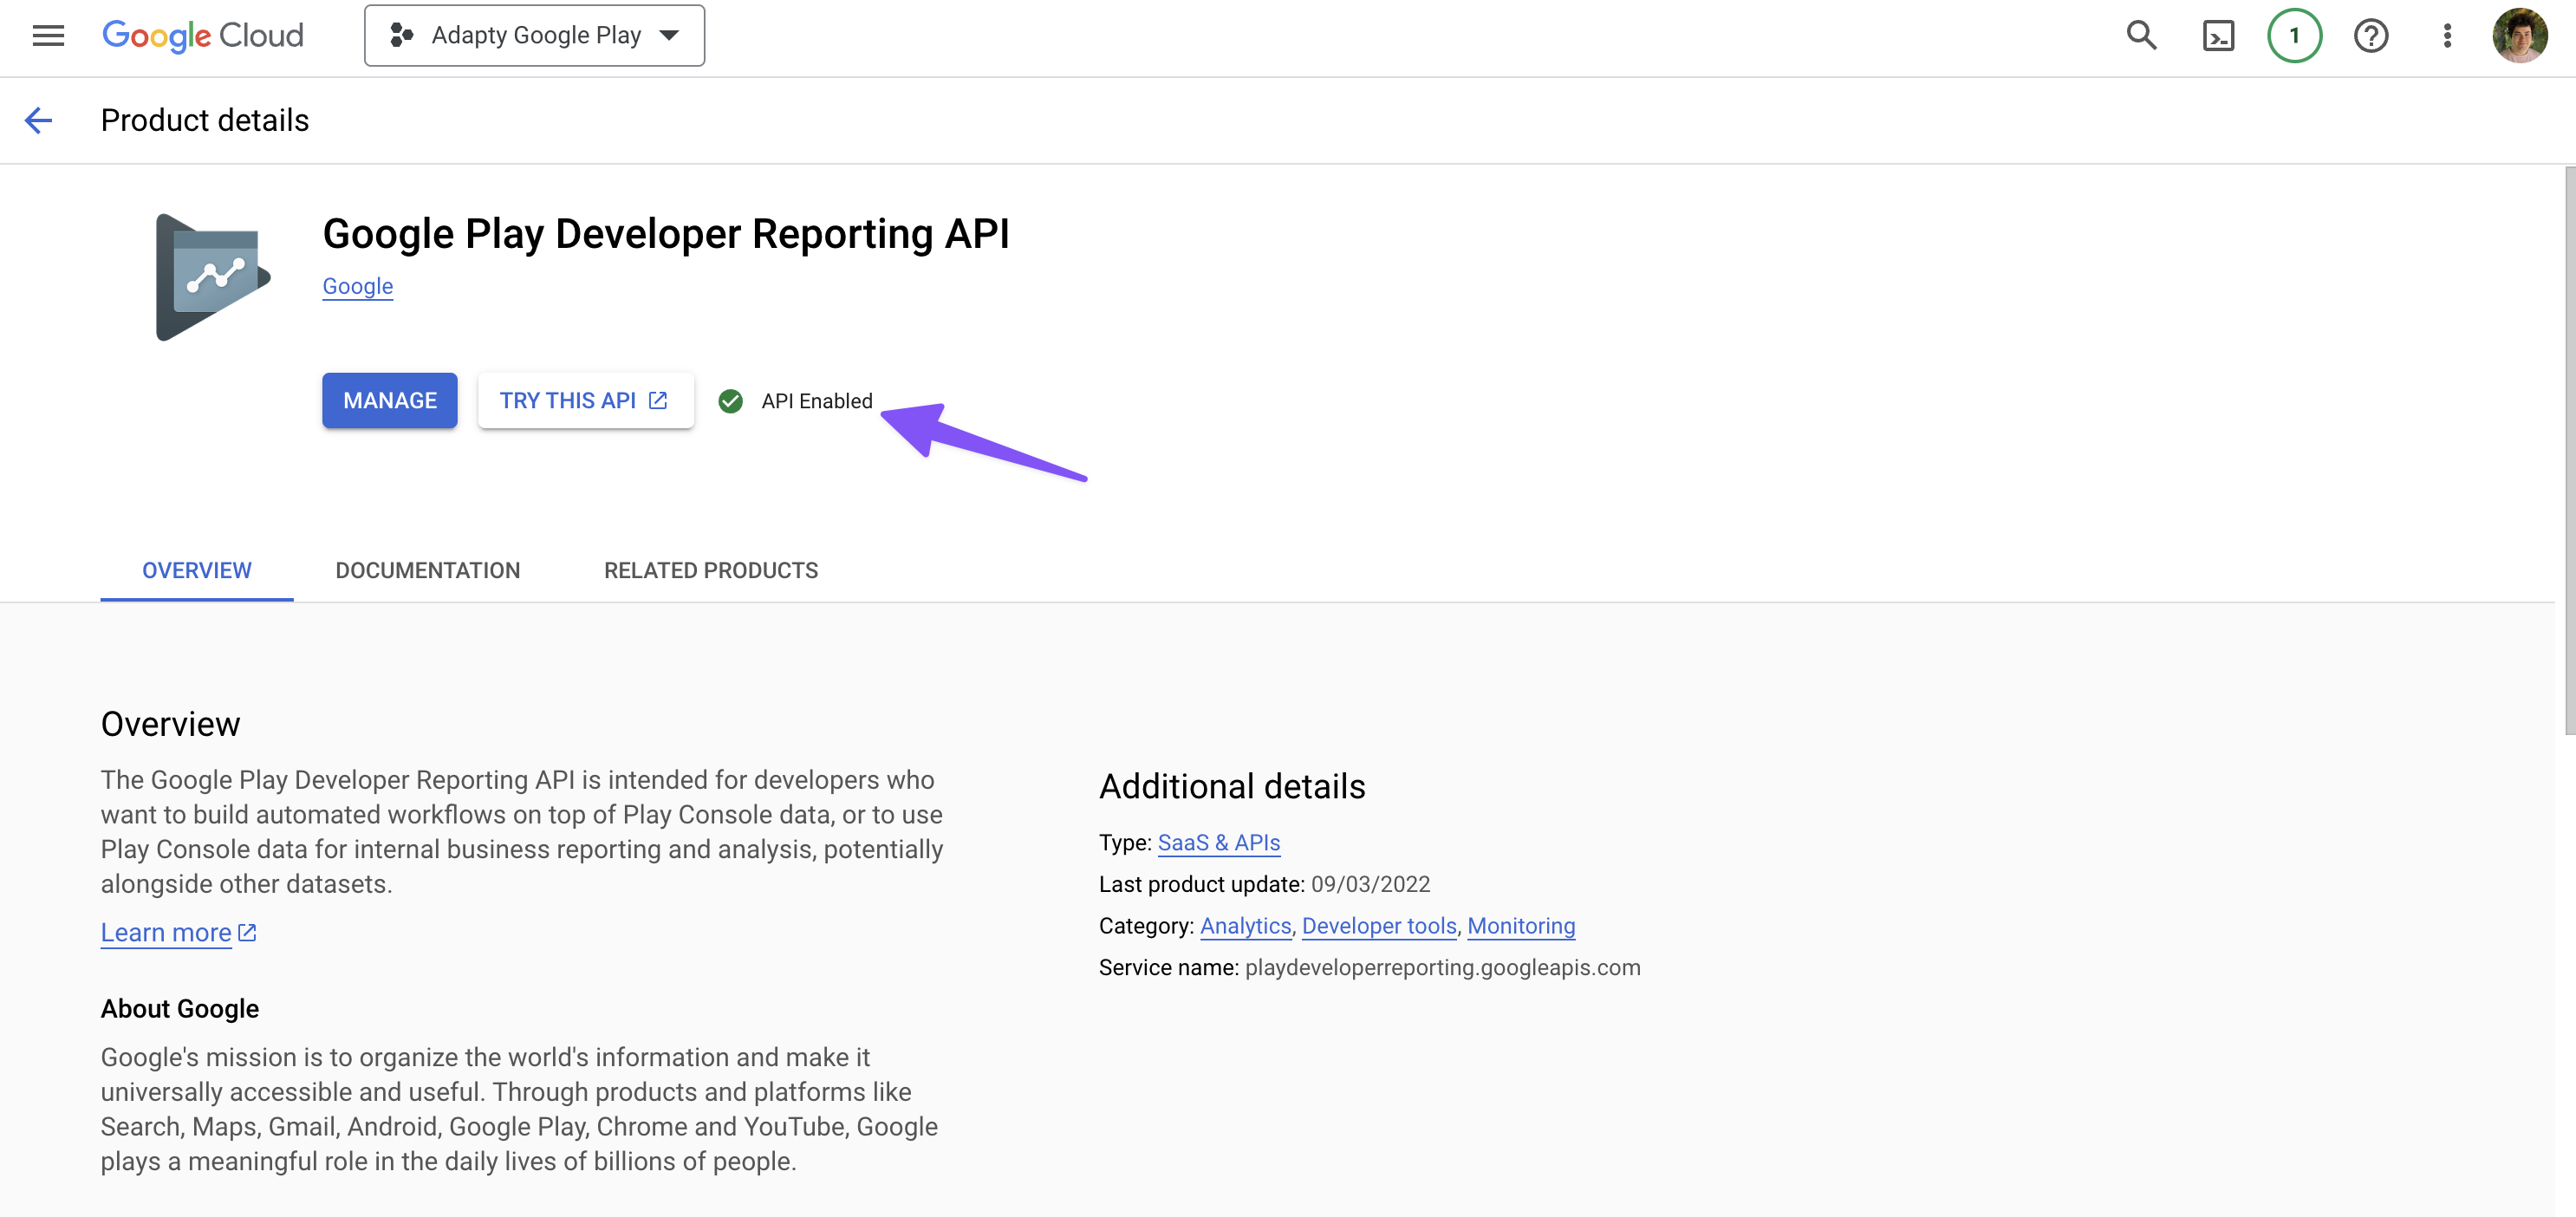 Google Cloud
Adapty Google Play
1
Product details
Google Play Developer Reporting API
Google
MANAGE
TRY THIS API
API Enabled
OVERVIEW
DOCUMENTATION
RELATED PRODUCTS
Overview
The Google Play Developer Reporting API is intended for developers who
want to build automated workflows on top of Play Console data, or to use
Play Console data for internal business reporting and analysis, potentially
alongside other datasets.
Learn more
About Google
Google's mission is to organize the world's information and make it
universally accessible and useful. Through products and platforms like
Search, Maps, Gmail, Android, Google Play, Chrome and YouTube, Google
plays a meaningful role in the daily lives of billions of people.
Additional details
Type: SaaS & APIs
Last product update: 09/03/2022
Category: Analytics, Developer tools, Monitoring
Service name: playdeveloperreporting.googleapis.com